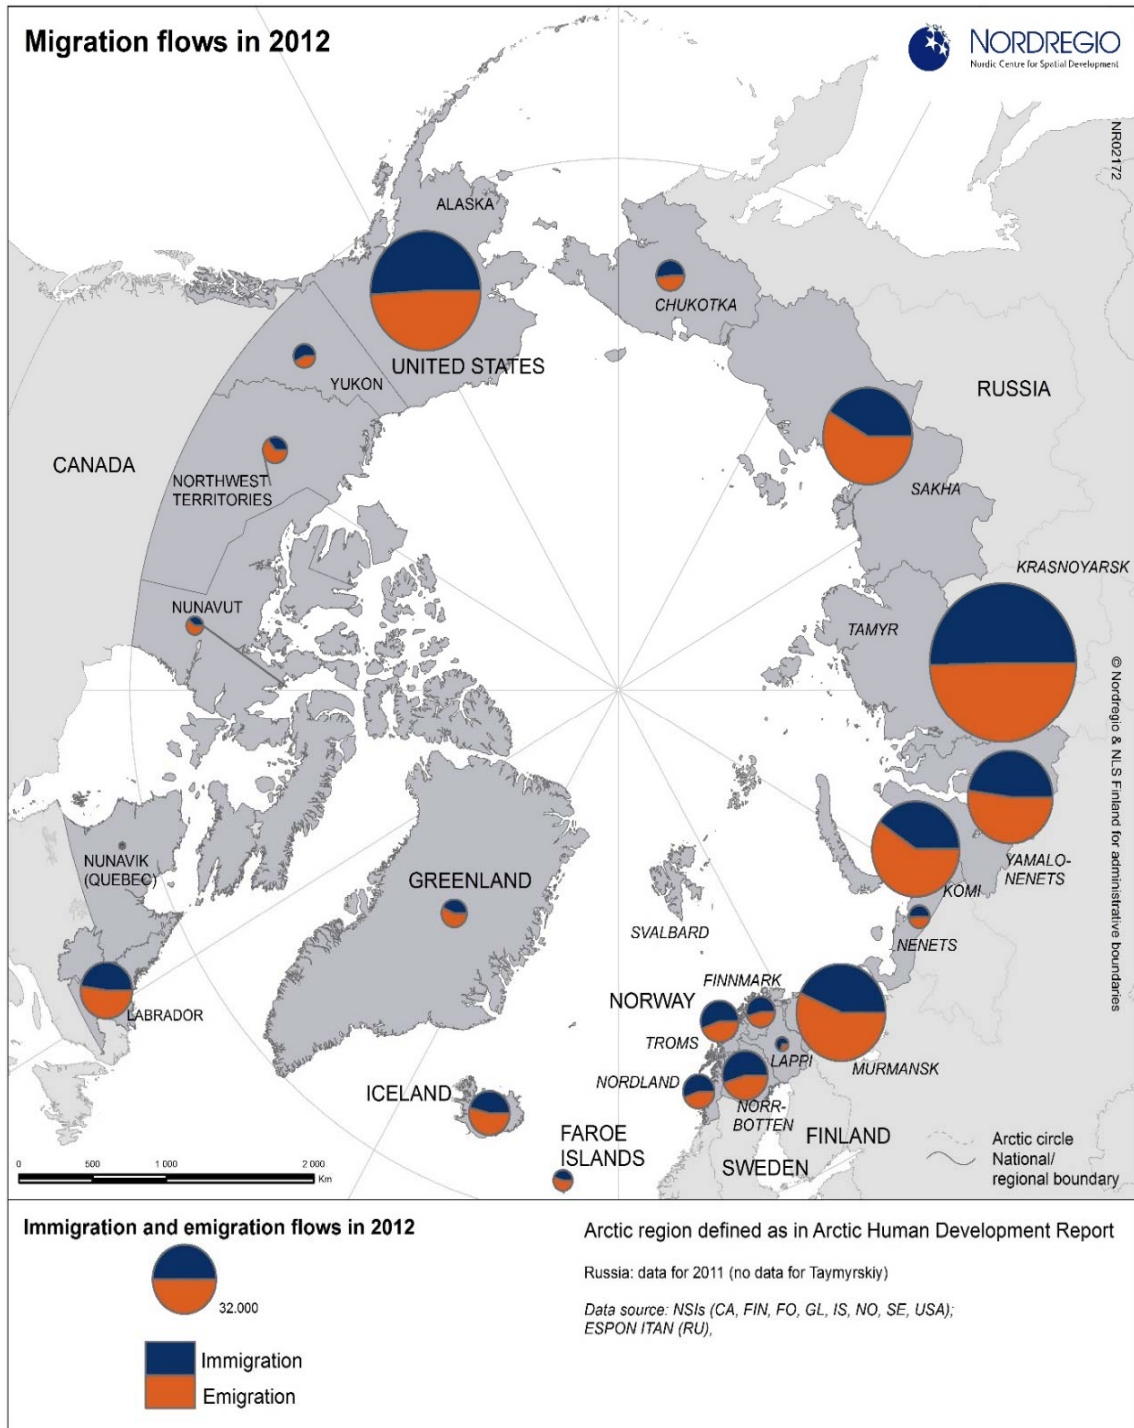 Migration flows in 2012
NORDREGIO
Nordic Centre for Spatial Development
NR02172
ALASKA
CHUKOTKA
UNITED STATES
YUKON
RUSSIA
CANADA
NORTHWEST
TERRITORIES
SAKHA
KRASNOYARSK
NUNAVUT
TAMYR
© Nordregio & NLS Finland for administrative boundaries
NUNAVIK
(QUEBEC)
GREENLAND
YAMALO-
NENETS
KOMI
SVALBARD
NENETS
FINNMARK
NORWAY
LABRADOR
TROMS
LAPPI
MURMANSK
NORDLAND
ICELAND
NORR-
BOTTEN
FINLAND
FAROE
ISLANDS
SWEDEN
Arctic circle
National/
regional boundary
0 500 1 000 2 000
Km
Immigration and emigration flows in 2012
32.000
Immigration
Emigration
Arctic region defined as in Arctic Human Development Report
Russia: data for 2011 (no data for Taymyrskiy)
Data source: NSIs (CA, FIN, FO, GL, IS, NO, SE, USA);
ESPON ITAN (RU),